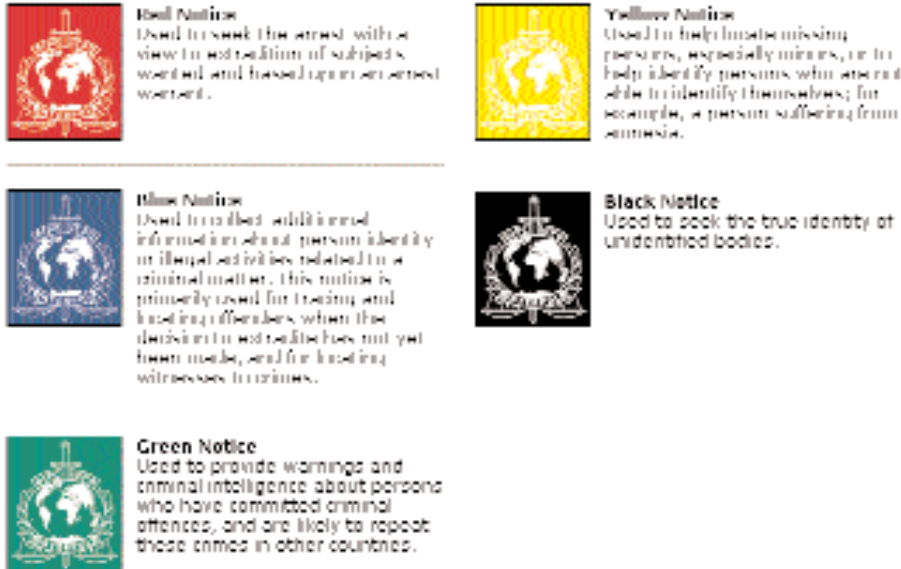 Red Notice
Used to seek the arrest with a
view to extradition of subjects
wanted and based upon an arrest
warrant.
Yellow Notice
Used to help locate missing
persons, especially minors, or to
help identify persons who are not
able to identify themselves; for
example, a person suffering from
amnesia.
Blue Notice
Used to collect additional
information about person identity
or illegal activities related to a
criminal matter. This notice is
primarily used for tracing and
locating offenders when the
decision to extradite has not yet
been made, and for locating
witnesses to crimes.
Black Notice
Used to seek the true identity of
unidentified bodies.
Green Notice
Used to provide warnings and
criminal intelligence about persons
who have committed criminal
offences, and are likely to repeat
these crimes in other countries.